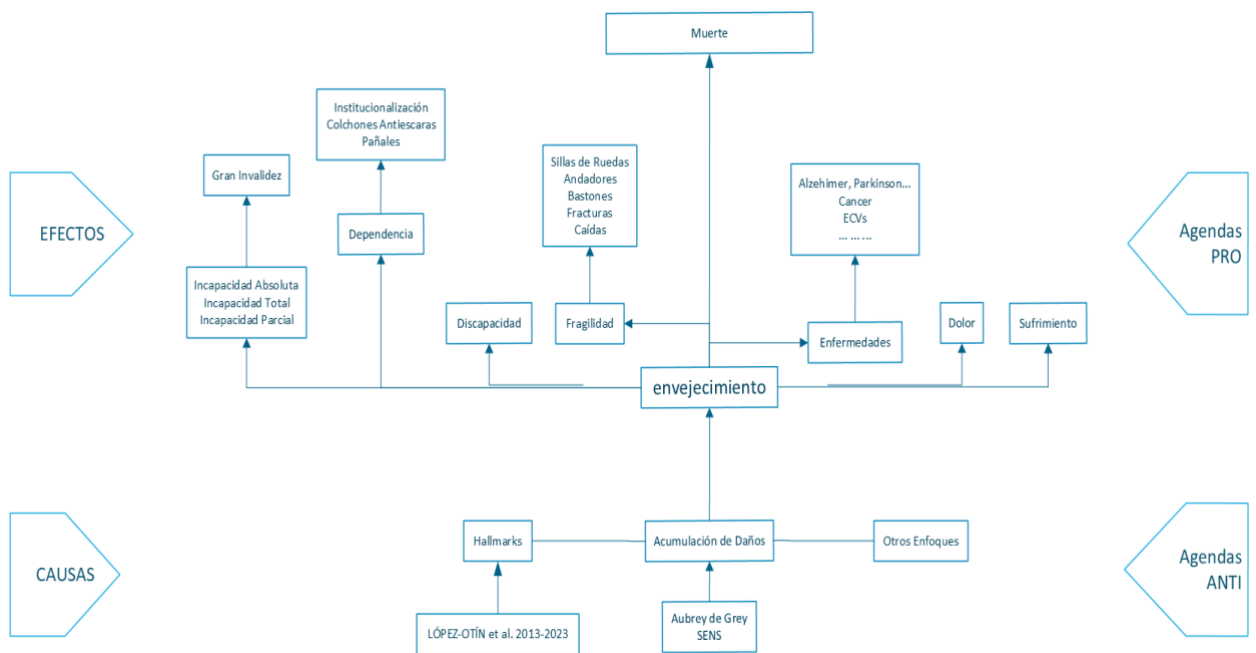 Muerte
Institucionalización
Colchones Antiescaras
Pañales
Gran Invalidez
Sillas de Ruedas
Andadores
Bastones
Fracturas
Caídas
Alzehimer, Parkinson...
Cancer
ECVs
... ... ...
EFECTOS
Dependencia
Agendas
PRO
Incapacidad Absoluta
Incapacidad Total
Incapacidad Parcial
Discapacidad
Fragilidad
Enfermedades
Dolor
Sufrimiento
envejecimiento
CAUSAS
Hallmarks
Acumulación de Daños
Otros Enfoques
Agendas
ANTI
LÓPEZ-OTÍN et al. 2013-2023
Aubrey de Grey
SENS